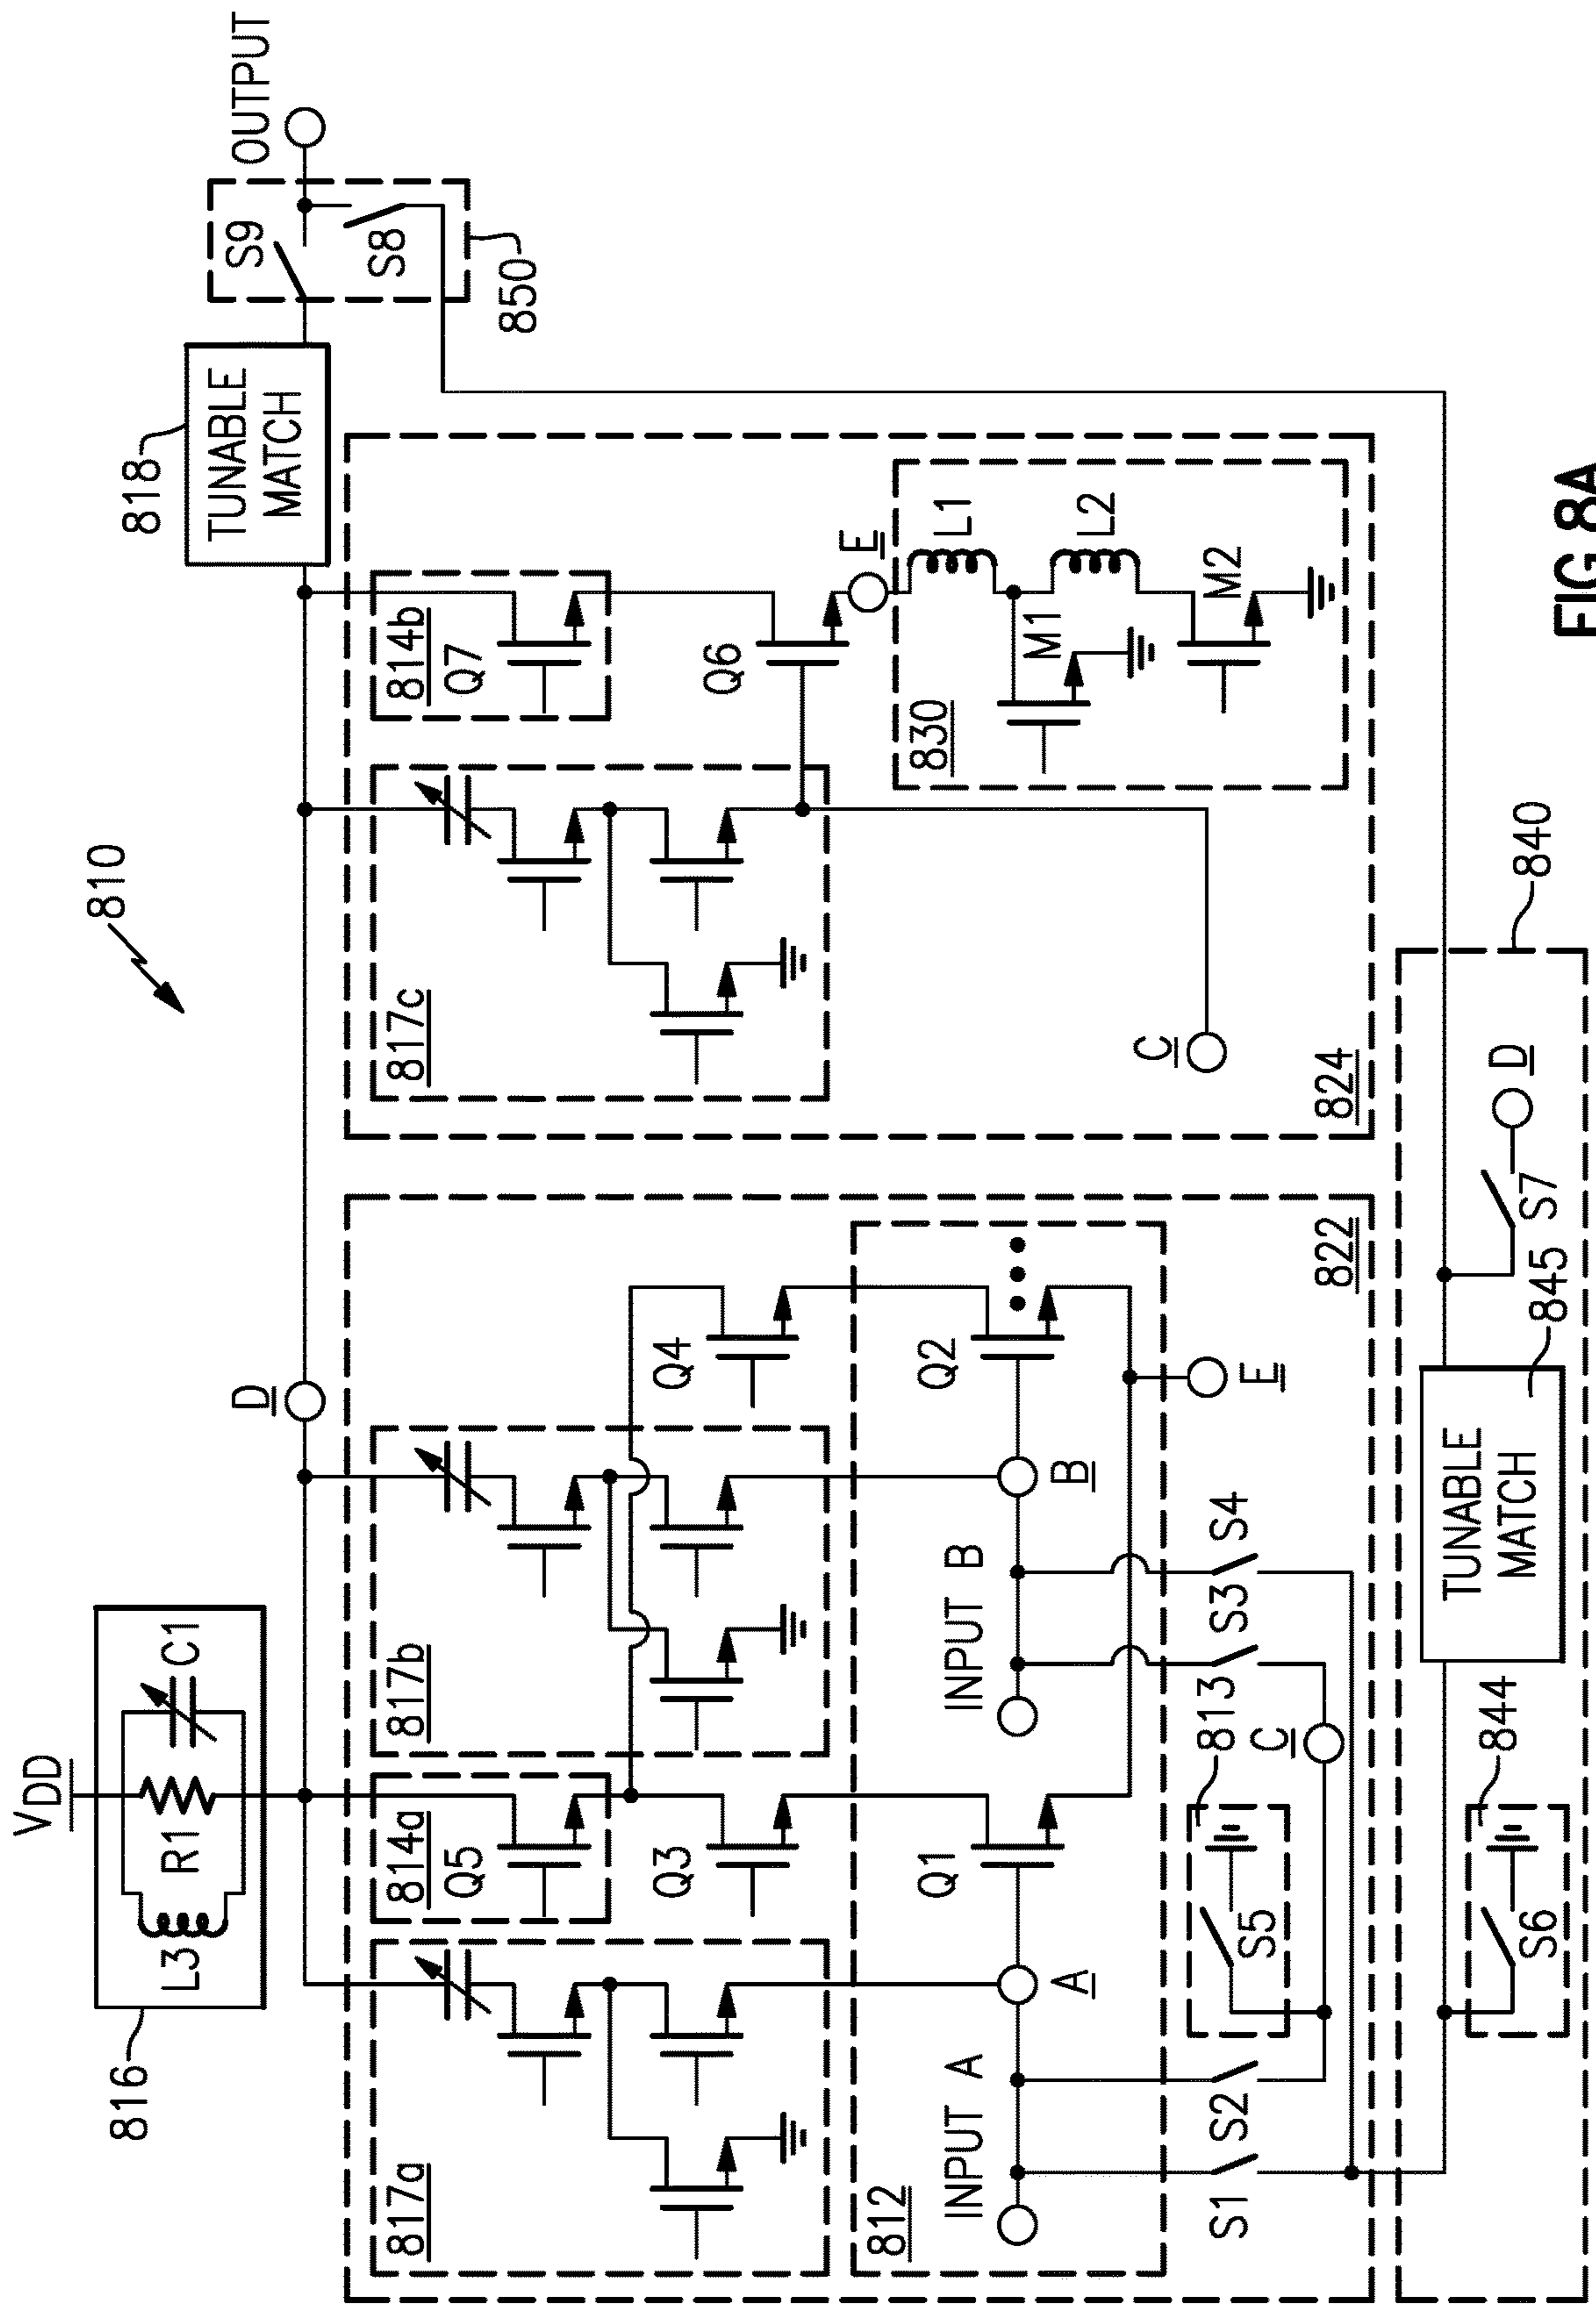 810
OUTPUT
V_DD
816
L3
R1
C1
D
818
TUNABLE
MATCH
S9
S8
850
817a
814a
Q5
817b
817c
814b
Q7
Q3
Q4
Q6
E
812
INPUT A
A
Q1
INPUT B
B
Q2
830
M1
L1
L2
M2
S1
S2
813
S5
C
S3
S4
E
822
C
824
844
S6
TUNABLE
MATCH
845
S7
D
840
FIG.8A